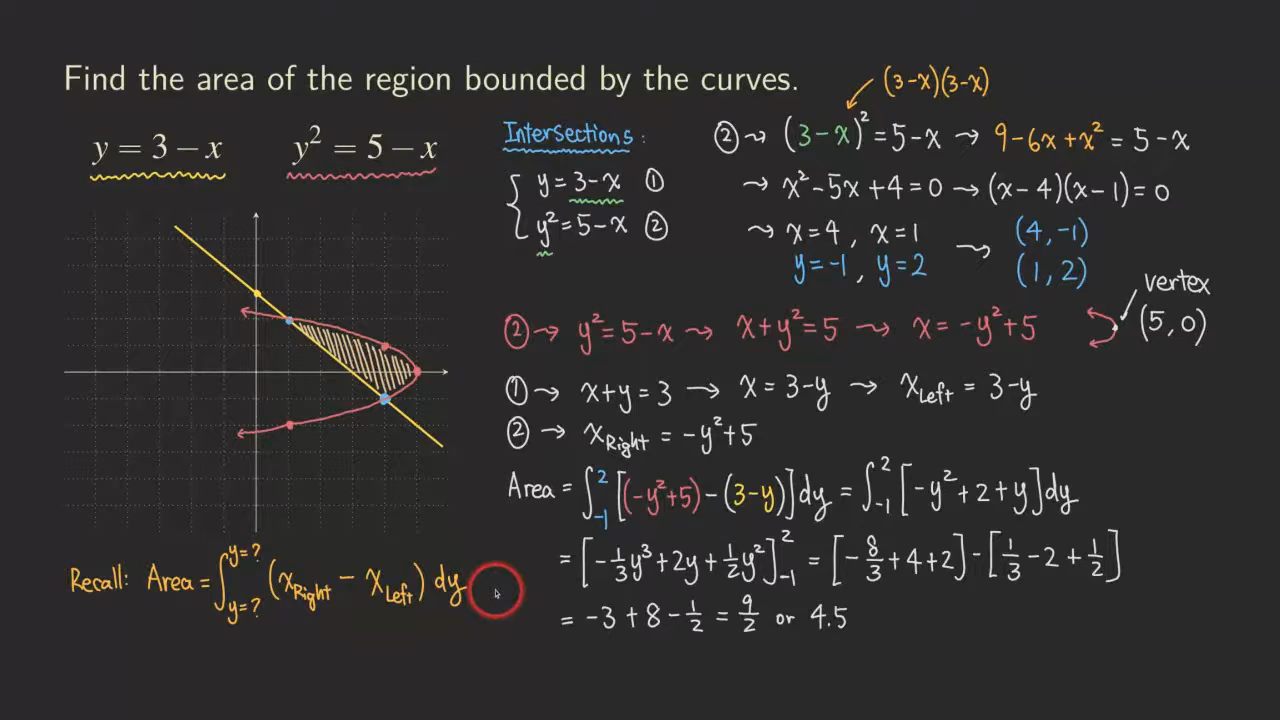 Find the area of the region bounded by the curves.
y = 3 − x    y² = 5 − x
Recall: Area = ∫_{y=?}^{y=?} (x_Right − x_Left) dy
Intersections:
{ y = 3−x ①
y² = 5−x ②
(3−x)(3−x)
② → (3−x)² = 5−x → 9−6x+x² = 5−x
→ x²−5x+4=0 → (x−4)(x−1)=0
→ x=4, x=1 → (4,−1)
y=−1, y=2 (1, 2)
vertex
(5, 0)
② → y²=5−x → x+y²=5 → x=−y²+5
① → x+y=3 → x=3−y → x_Left = 3−y
② → x_Right = −y²+5
Area = ∫_{-1}^{2} [(−y²+5)−(3−y)]dy = ∫_{-1}^{2} [−y²+2+y]dy
= [−1/3y³+2y+1/2y²]_{-1}^{2} = [−8/3+4+2]−[1/3−2+1/2]
= −3+8−1/2 = 9/2 or 4.5